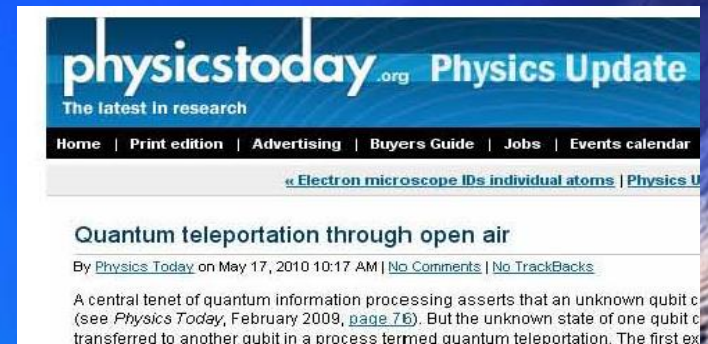 physicstoday.org Physics Update
The latest in research
Home | Print edition | Advertising | Buyers Guide | Jobs | Events calendar
« Electron microscope IDs individual atoms | Physics U
Quantum teleportation through open air
By Physics Today on May 17, 2010 10:17 AM | No Comments | No TrackBacks
A central tenet of quantum information processing asserts that an unknown qubit c
(see Physics Today, February 2009, page 76). But the unknown state of one qubit c
transferred to another qubit in a process termed quantum teleportation. The first ex